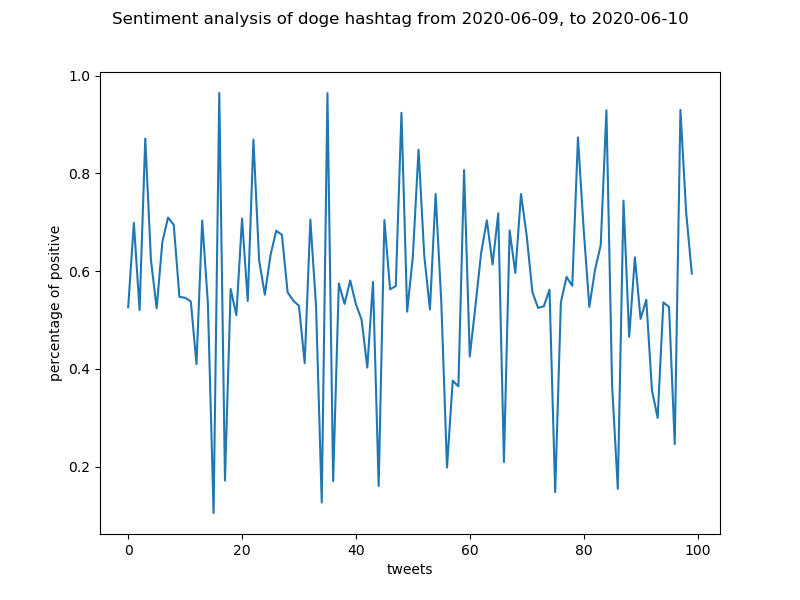 Sentiment analysis of doge hashtag from 2020-06-09, to 2020-06-10
1.0
0.8
0.6
0.4
0.2
percentage of positive
0 20 40 60 80 100
tweets